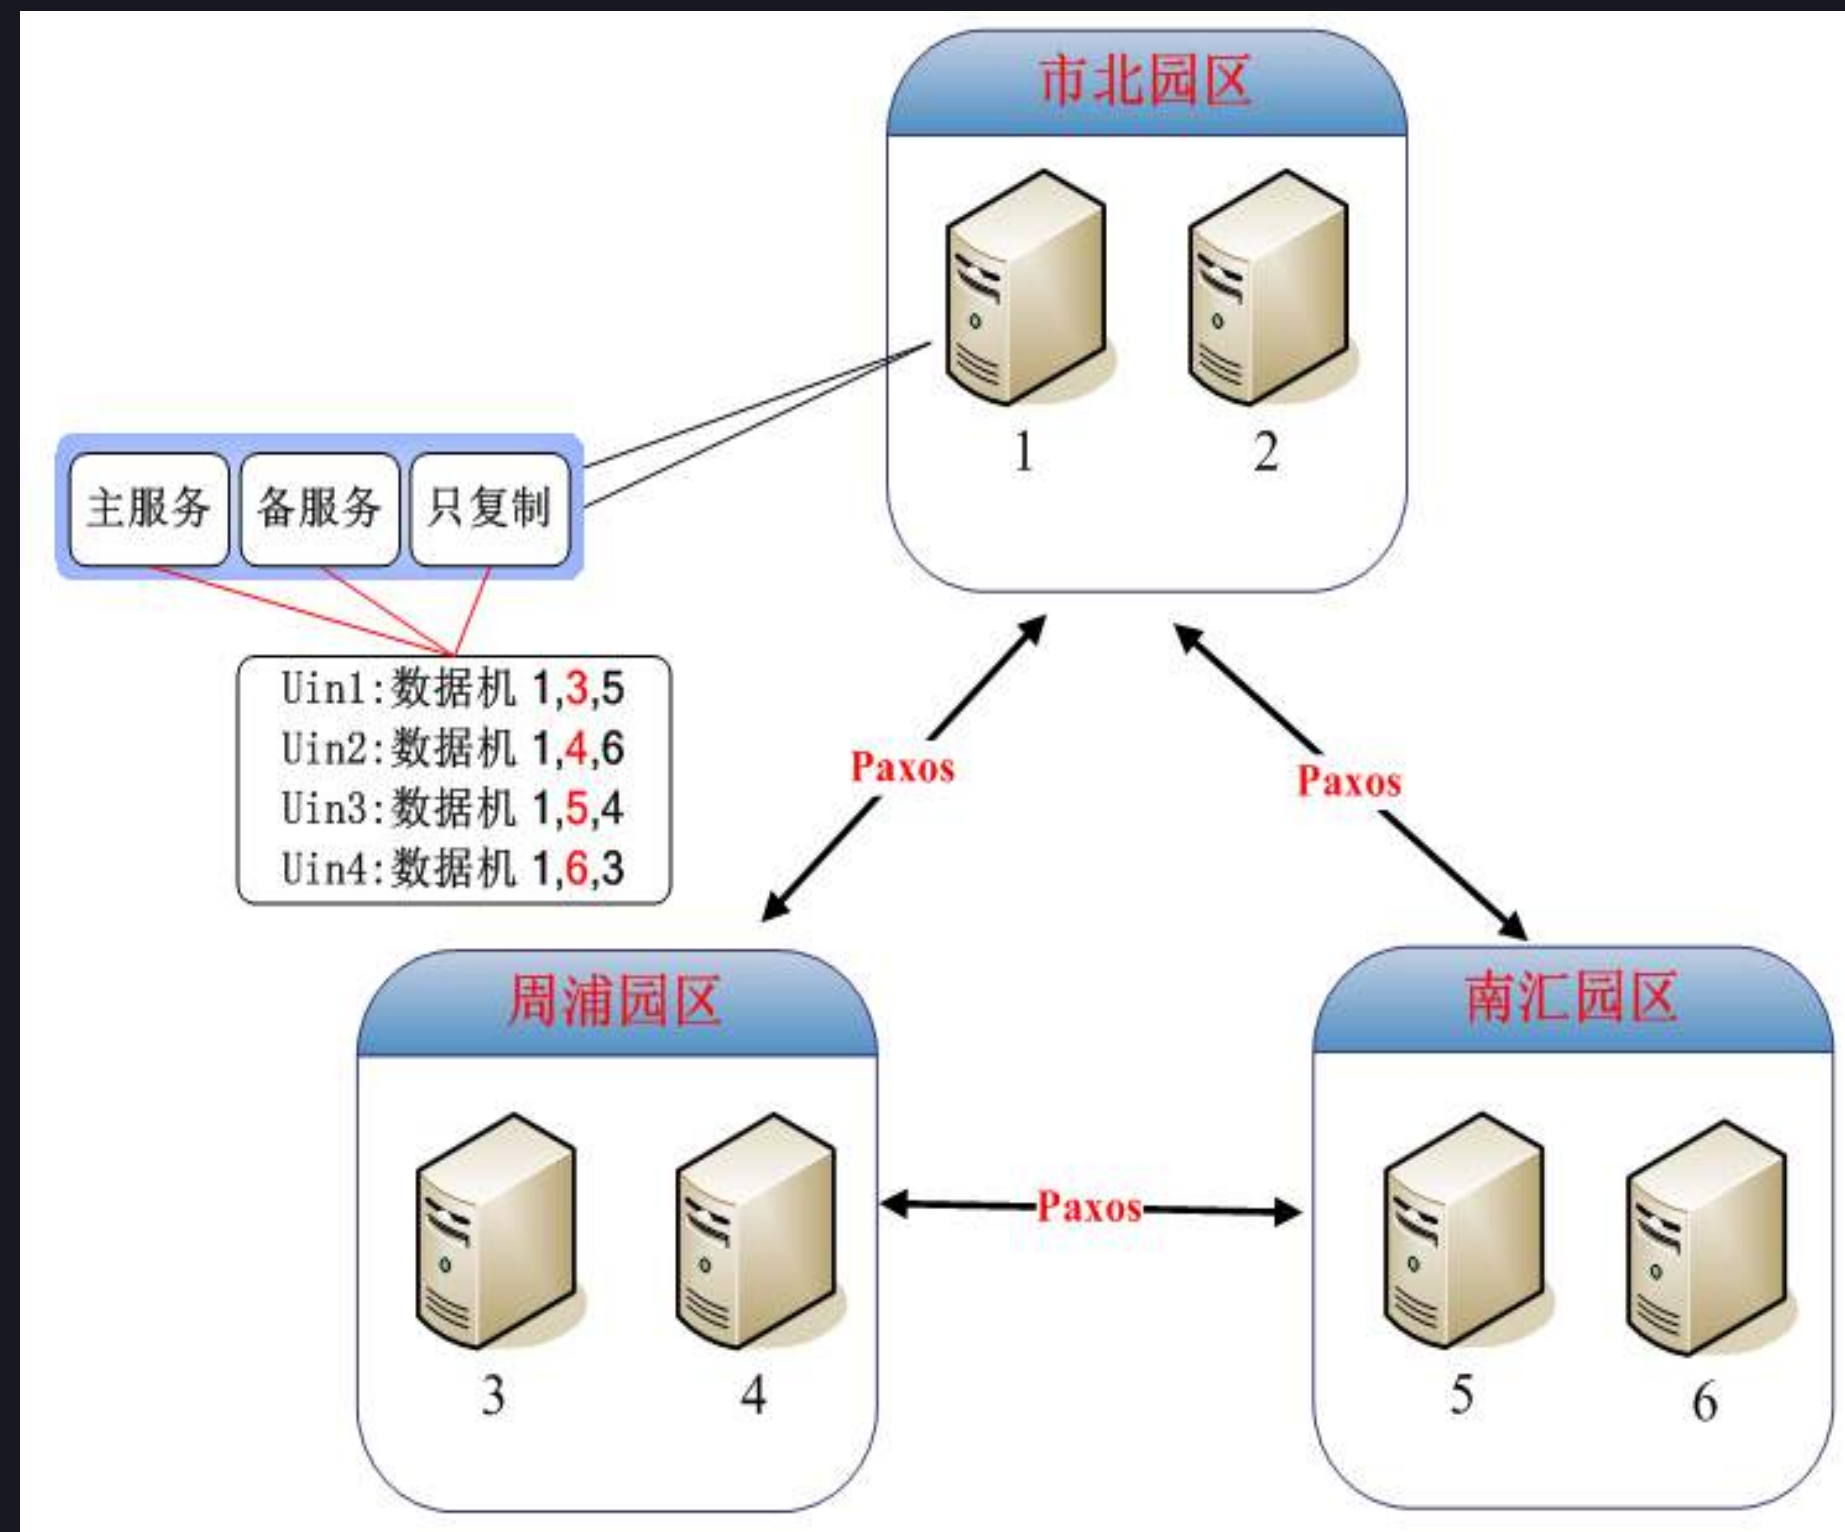 市北园区
1
2
主服务
备服务
只复制
Uin1:数据机 1,3,5
Uin2:数据机 1,4,6
Uin3:数据机 1,5,4
Uin4:数据机 1,6,3
Paxos
Paxos
周浦园区
南汇园区
Paxos
3
4
5
6